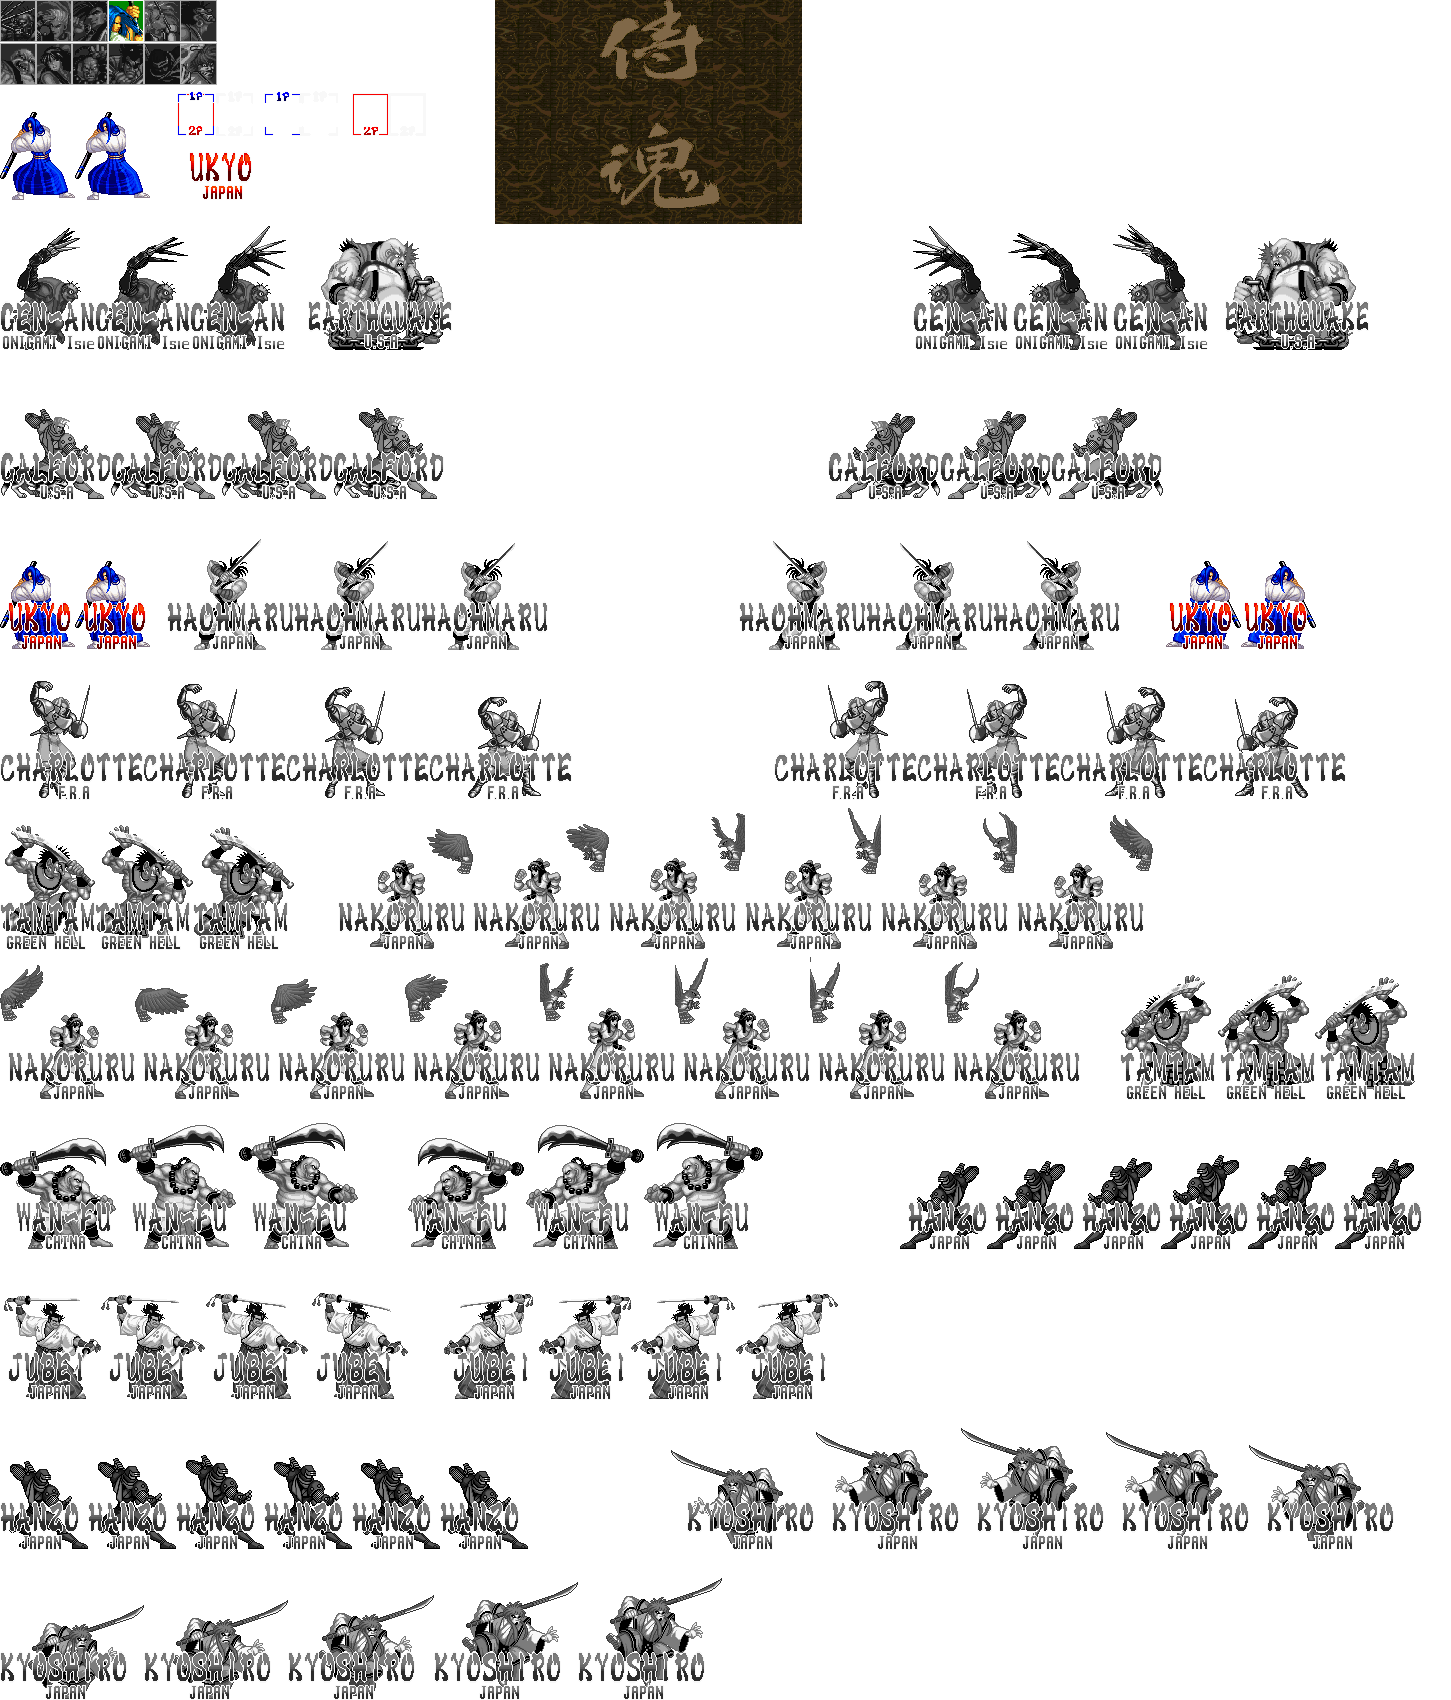 侍
魂
1P
1P
2P
2P
UKYO
JAPAN
GEN-AN GEN-AN GEN-AN EARTHQUAKE GEN-AN GEN-AN GEN-AN EARTHQUAKE
ONIGAMI Isle ONIGAMI Isle ONIGAMI Isle U.S.A ONIGAMI Isle ONIGAMI Isle ONIGAMI Isle U.S.A
GALFORD GALFORD GALFORD GALFORD GALFORD GALFORD GALFORD
U.S.A U.S.A U.S.A U.S.A U.S.A U.S.A U.S.A
UKYO UKYO HAOHMARU HAOHMARU HAOHMARU HAOHMARU HAOHMARU HAOHMARU UKYO UKYO
JAPAN JAPAN JAPAN JAPAN JAPAN JAPAN JAPAN JAPAN JAPAN JAPAN
CHARLOTTE CHARLOTTE CHARLOTTE CHARLOTTE CHARLOTTE CHARLOTTE CHARLOTTE CHARLOTTE
F.R.A F.R.A F.R.A F.R.A F.R.A F.R.A F.R.A F.R.A
TAMTAM TAMTAM TAMTAM NAKORURU NAKORURU NAKORURU NAKORURU NAKORURU NAKORURU
GREEN HELL GREEN HELL GREEN HELL JAPAN JAPAN JAPAN JAPAN JAPAN JAPAN
NAKORURU NAKORURU NAKORURU NAKORURU NAKORURU NAKORURU NAKORURU NAKORURU TAMTAM TAMTAM TAMTAM
JAPAN JAPAN JAPAN JAPAN JAPAN JAPAN JAPAN JAPAN GREEN HELL GREEN HELL GREEN HELL
WAN-FU WAN-FU WAN-FU WAN-FU WAN-FU WAN-FU HANZO HANZO HANZO HANZO HANZO HANZO
CHINA CHINA CHINA CHINA CHINA CHINA JAPAN JAPAN JAPAN JAPAN JAPAN JAPAN
JUBEI JUBEI JUBEI JUBEI JUBEI JUBEI JUBEI JUBEI
JAPAN JAPAN JAPAN JAPAN JAPAN JAPAN JAPAN JAPAN
HANZO HANZO HANZO HANZO HANZO HANZO KYOSHIRO KYOSHIRO KYOSHIRO KYOSHIRO KYOSHIRO
JAPAN JAPAN JAPAN JAPAN JAPAN JAPAN JAPAN JAPAN JAPAN JAPAN JAPAN
KYOSHIRO KYOSHIRO KYOSHIRO KYOSHIRO KYOSHIRO
JAPAN JAPAN JAPAN JAPAN JAPAN